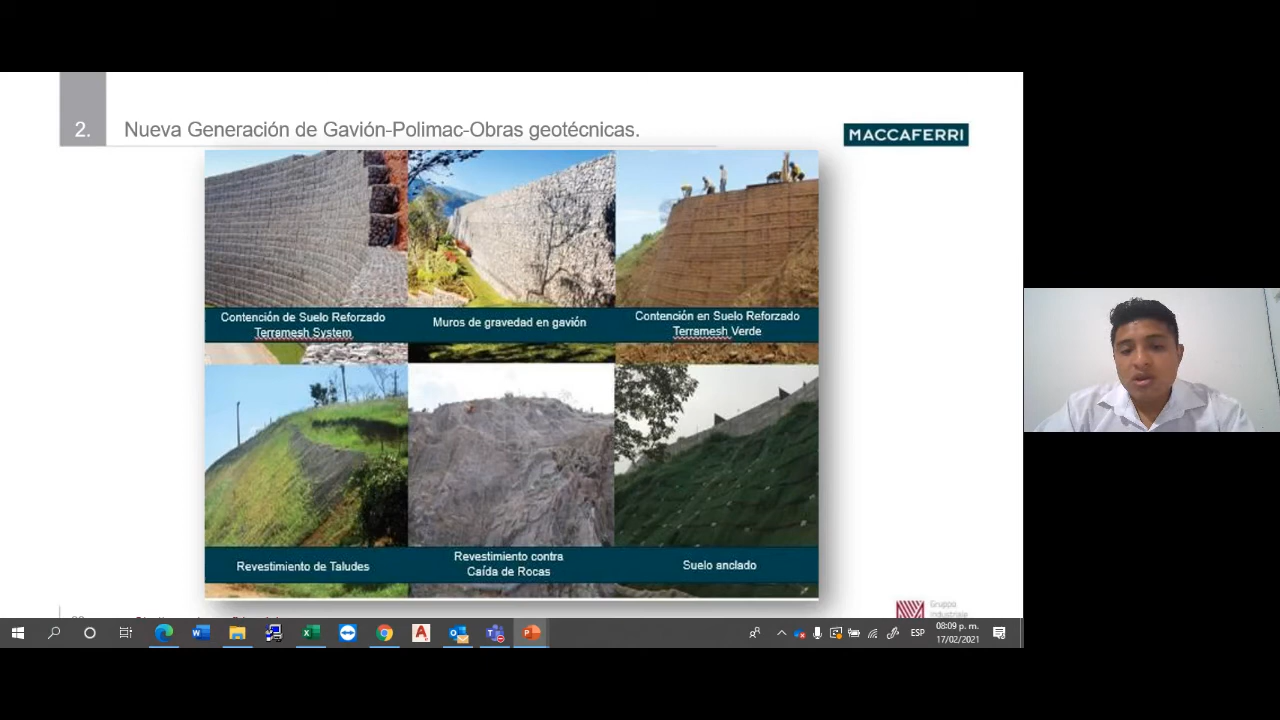 2.
Nueva Generación de Gavión-Polimac-Obras geotécnicas.
MACCAFERRI
Contención de Suelo Reforzado
Terramesh System
Muros de gravedad en gavión
Contención en Suelo Reforzado
Terramesh Verde
Revestimiento de Taludes
Revestimiento contra
Caída de Rocas
Suelo anclado
Gruppo
Industriale
ESP
08:09 p. m.
17/02/2021